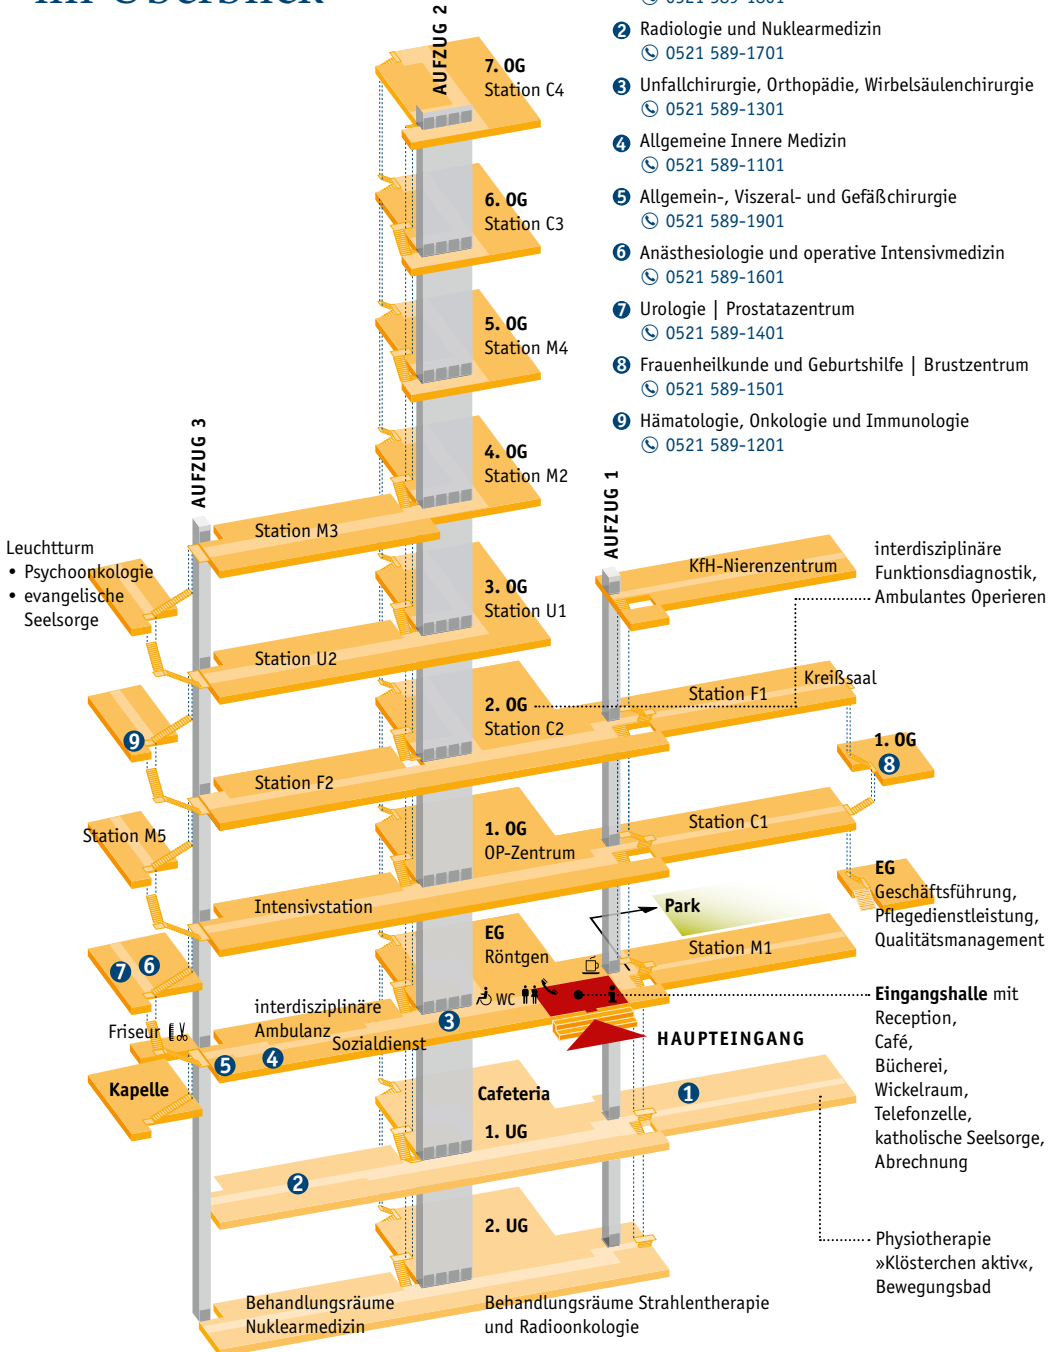 im Überblick
0521 589-1801
2 Radiologie und Nuklearmedizin
0521 589-1701
3 Unfallchirurgie, Orthopädie, Wirbelsäulenchirurgie
0521 589-1301
4 Allgemeine Innere Medizin
0521 589-1101
5 Allgemein-, Viszeral- und Gefäßchirurgie
0521 589-1901
6 Anästhesiologie und operative Intensivmedizin
0521 589-1601
7 Urologie | Prostatazentrum
0521 589-1401
8 Frauenheilkunde und Geburtshilfe | Brustzentrum
0521 589-1501
9 Hämatologie, Onkologie und Immunologie
0521 589-1201
AUFZUG 2
7. OG
Station C4
6. OG
Station C3
5. OG
Station M4
4. OG
Station M2
AUFZUG 3
AUFZUG 1
Station M3
Leuchtturm
• Psychoonkologie
• evangelische
Seelsorge
3. OG
Station U1
KfH-Nierenzentrum
interdisziplinäre
Funktionsdiagnostik,
Ambulantes Operieren
Station U2
Kreißsaal
Station F1
2. OG
Station C2
9
1. OG
8
Station F2
Station M5
1. OG
OP-Zentrum
Station C1
EG
Geschäftsführung,
Pflegedienstleistung,
Qualitätsmanagement
Intensivstation
Park
EG
Röntgen
Station M1
7
6
WC
i
Eingangshalle mit
Reception,
Café,
Bücherei,
Wickelraum,
Telefonzelle,
katholische Seelsorge,
Abrechnung
interdisziplinäre
Ambulanz
3
Friseur
Sozialdienst
HAUPTEINGANG
5
4
Kapelle
Cafeteria
1
1. UG
2
2. UG
Physiotherapie
»Klösterchen aktiv«,
Bewegungsbad
Behandlungsräume
Nuklearmedizin
Behandlungsräume Strahlentherapie
und Radioonkologie